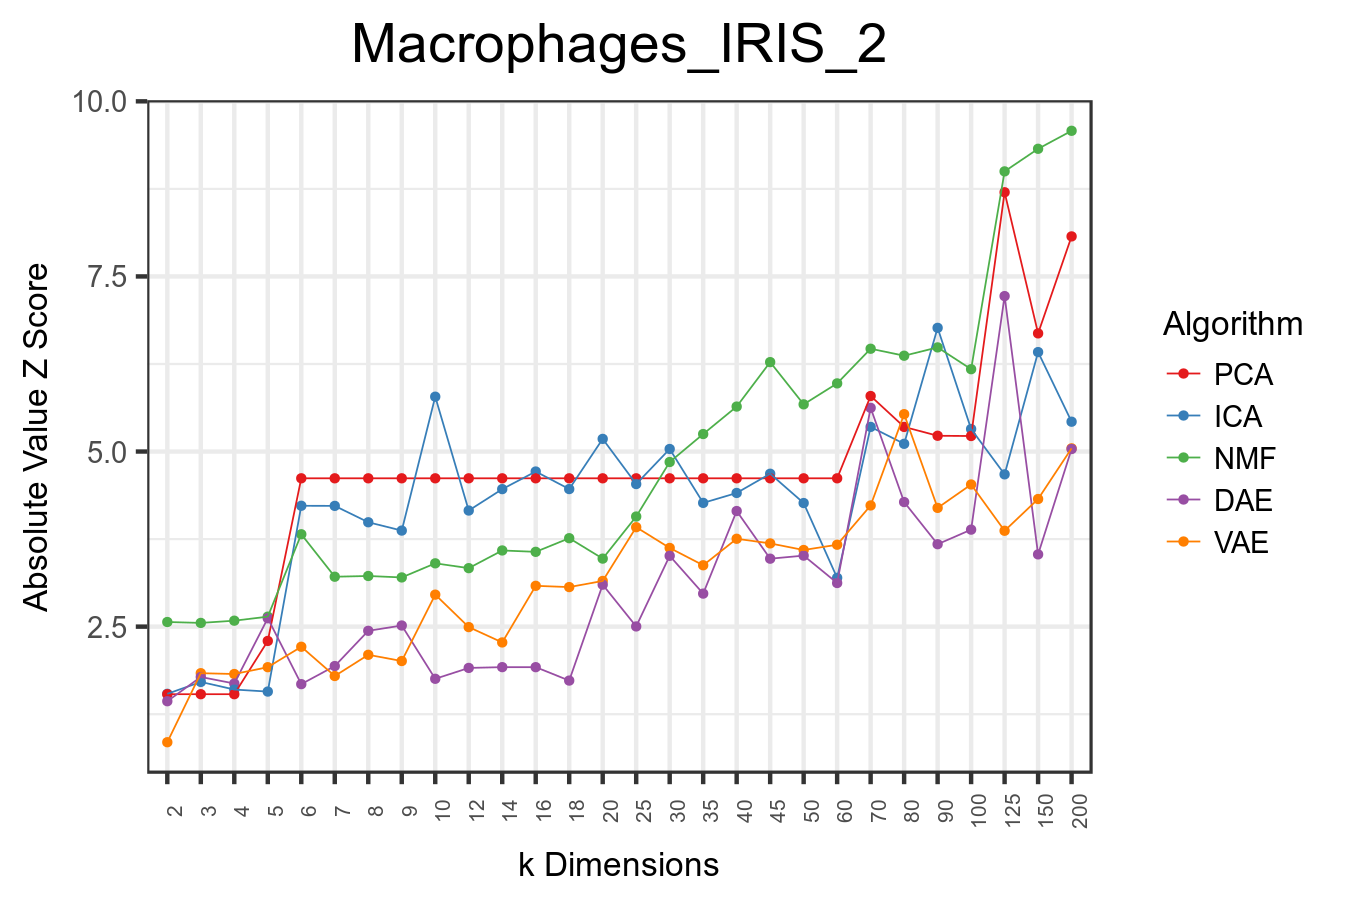 Macrophages_IRIS_2
10.0
7.5
5.0
2.5
Absolute Value Z Score
2 3 4 5 6 7 8 9 10 12 14 16 18 20 25 30 35 40 45 50 60 70 80 90 100 125 150 200
k Dimensions
Algorithm
PCA
ICA
NMF
DAE
VAE